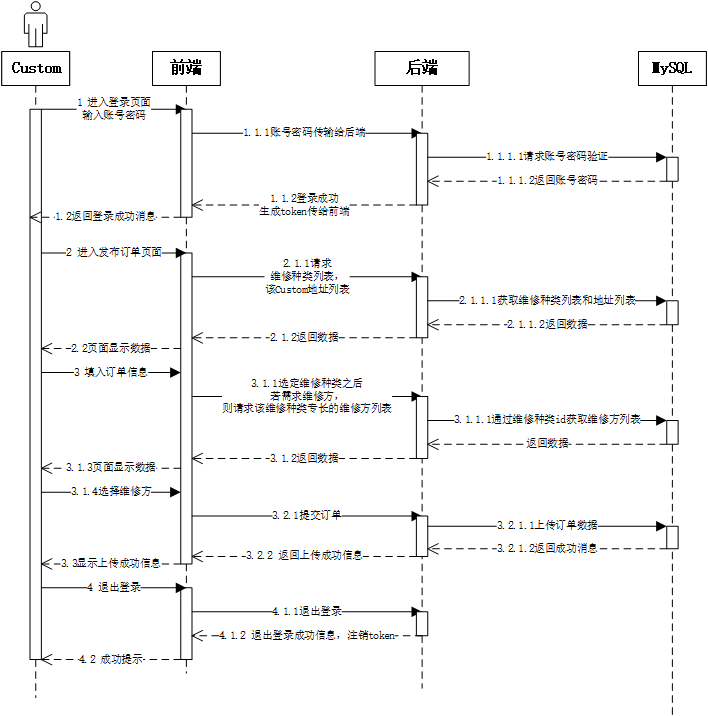 Custom
前端
后端
MySQL
1 进入登录页面
输入账号密码
1.1.1账号密码传输给后端
1.1.1.1请求账号密码验证
1.1.1.2返回账号密码
1.1.2登录成功
生成token传给前端
1.2返回登录成功消息
2 进入发布订单页面
2.1.1请求
维修种类列表，
该Custom地址列表
2.1.1.1获取维修种类列表和地址列表
2.1.1.2返回数据
2.1.2返回数据
2.2页面显示数据
3 填入订单信息
3.1.1选定维修种类之后
若需求维修方，
则请求该维修种类专长的维修方列表
3.1.1.1通过维修种类id获取维修方列表
返回数据
3.1.2返回数据
3.1.3页面显示数据
3.1.4选择维修方
3.2.1提交订单
3.2.1.1上传订单数据
3.2.1.2返回成功消息
3.2.2 返回上传成功信息
3.3显示上传成功信息
4 退出登录
4.1.1退出登录
4.1.2 退出登录成功信息，注销token
4.2 成功提示